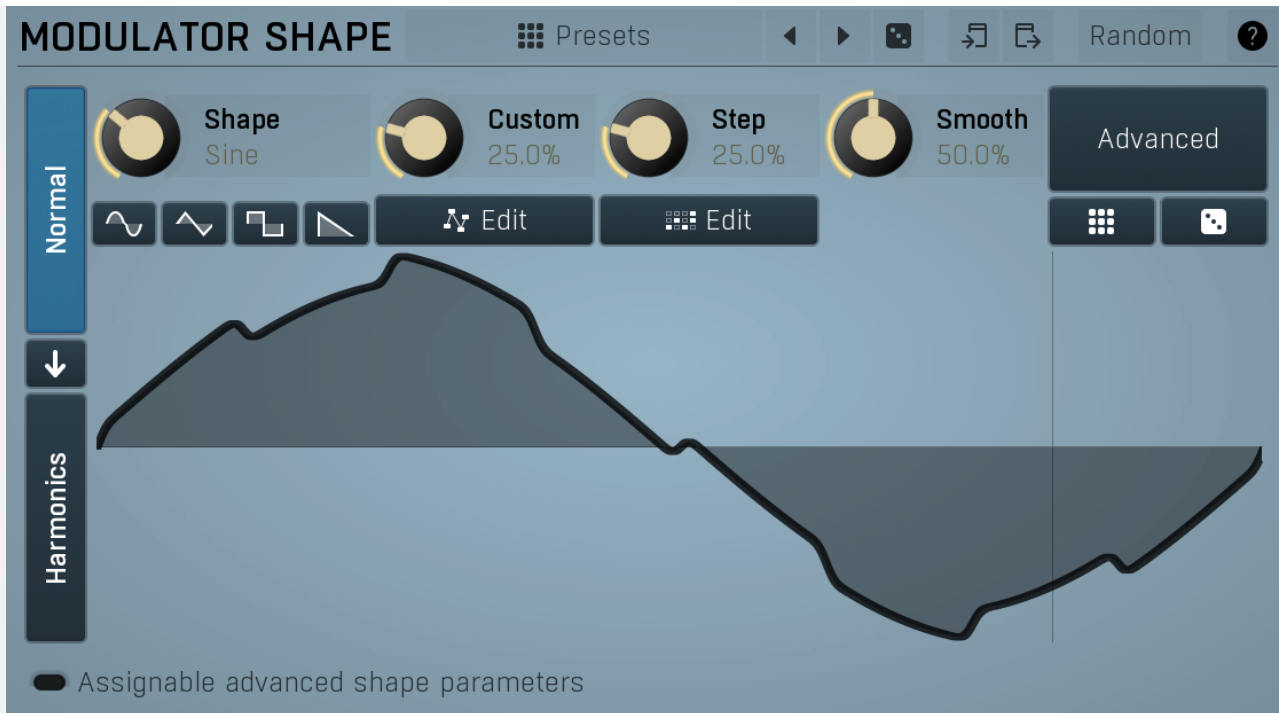 MODULATOR SHAPE Presets Random ?
Normal
Shape
Sine
Custom
25.0%
Step
25.0%
Smooth
50.0%
Advanced
Edit
Edit
Harmonics
Assignable advanced shape parameters